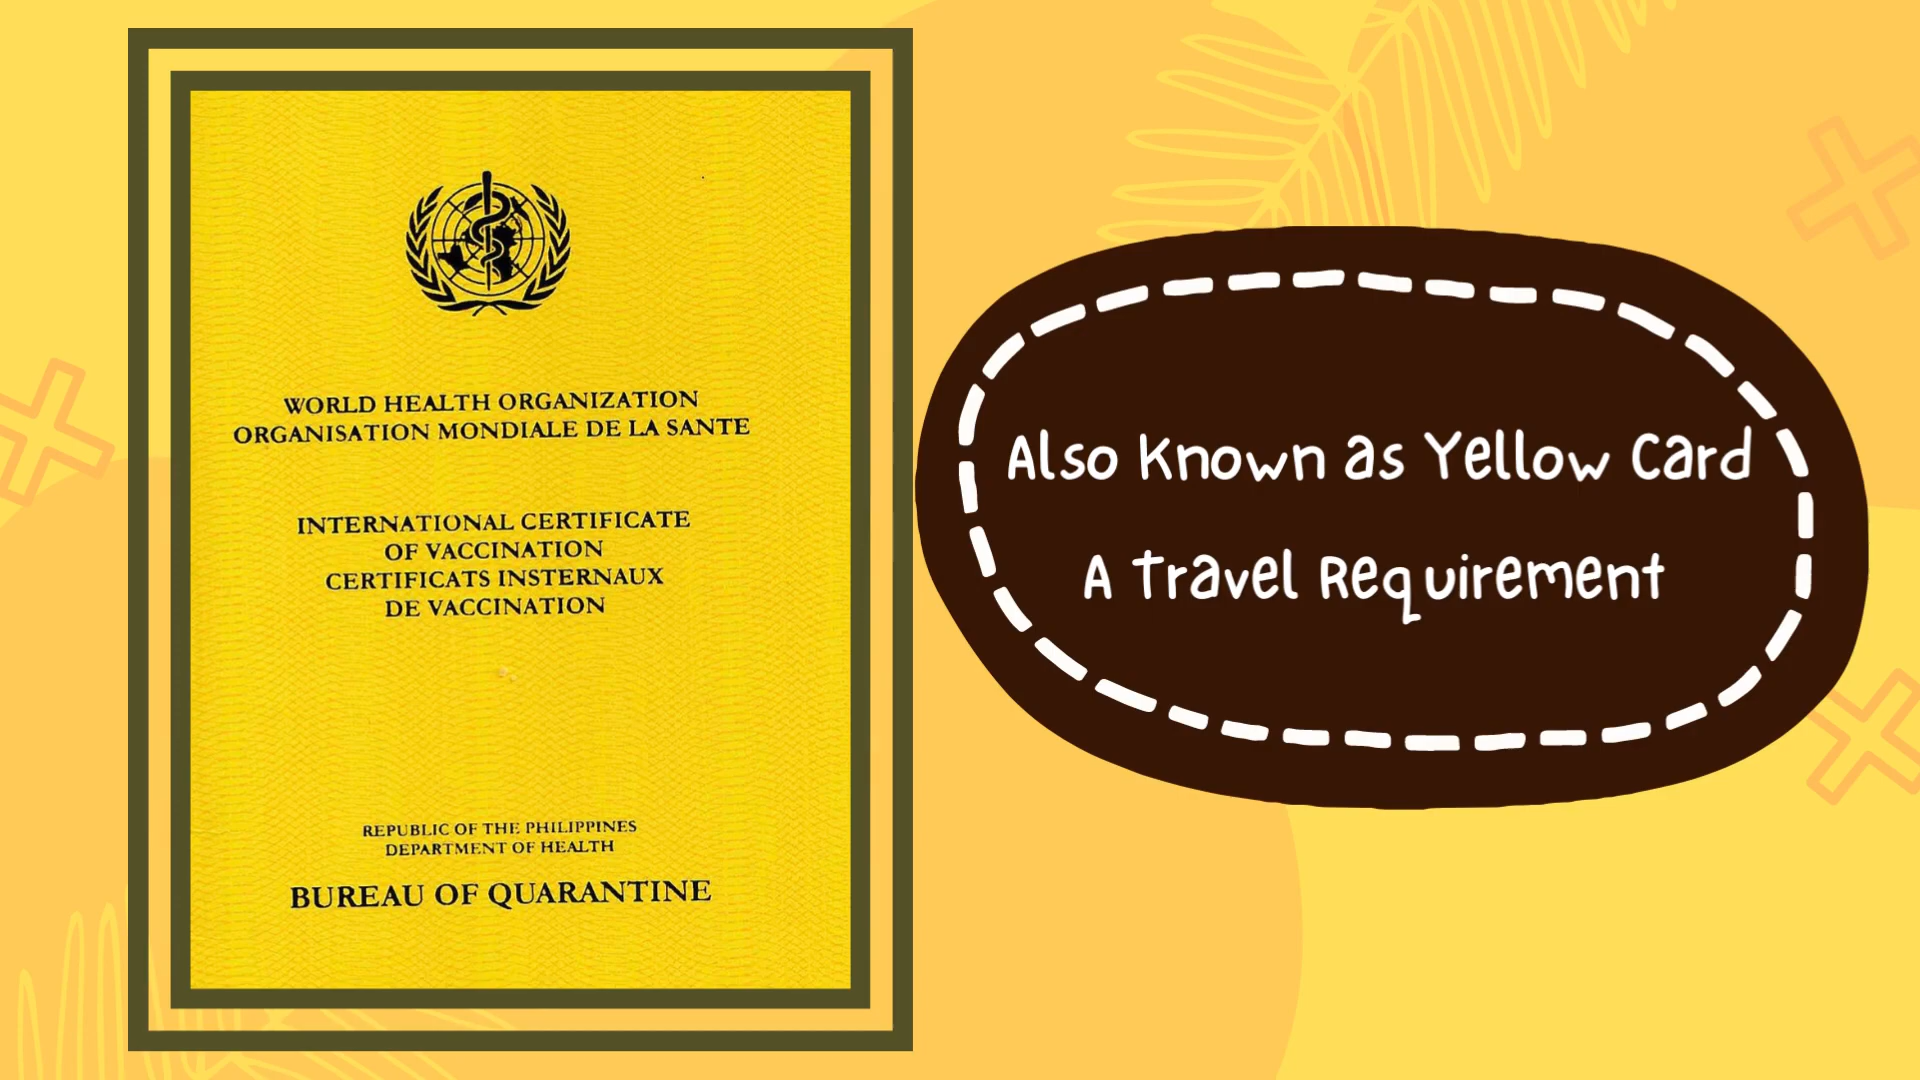 WORLD HEALTH ORGANIZATION
ORGANISATION MONDIALE DE LA SANTE
INTERNATIONAL CERTIFICATE
OF VACCINATION
CERTIFICATS INSTERNAUX
DE VACCINATION
REPUBLIC OF THE PHILIPPINES
DEPARTMENT OF HEALTH
BUREAU OF QUARANTINE
Also Known as Yellow Card
A Travel Requirement